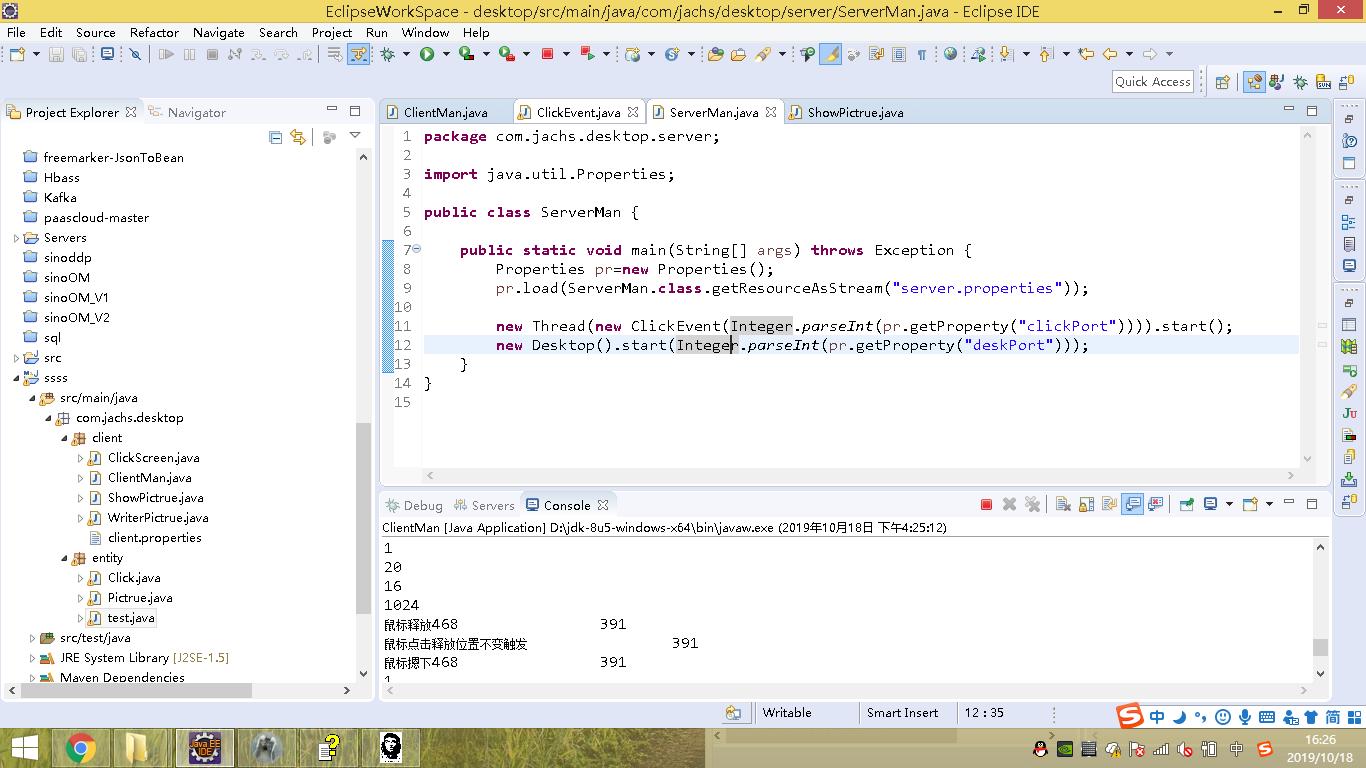 EclipseWorkSpace - desktop/src/main/java/com/jachs/desktop/server/ServerMan.java - Eclipse IDE
File Edit Source Refactor Navigate Search Project Run Window Help
Quick Access
Project Explorer Navigator
freemarker-JsonToBean
Hbass
Kafka
paascloud-master
Servers
sinoddp
sinoOM
sinoOM_V1
sinoOM_V2
sql
src
ssss
src/main/java
com.jachs.desktop
client
ClickScreen.java
ClientMan.java
ShowPictrue.java
WriterPictrue.java
client.properties
entity
Click.java
Pictrue.java
test.java
src/test/java
JRE System Library [J2SE-1.5]
Maven Dependencies
ClientMan.java ClickEvent.java ServerMan.java ShowPictrue.java
1 package com.jachs.desktop.server;
2
3 import java.util.Properties;
4
5 public class ServerMan {
6
7 public static void main(String[] args) throws Exception {
8 Properties pr=new Properties();
9 pr.load(ServerMan.class.getResourceAsStream("server.properties"));
10
11 new Thread(new ClickEvent(Integer.parseInt(pr.getProperty("clickPort")))).start();
12 new Desktop().start(Integer.parseInt(pr.getProperty("deskPort")));
13 }
14 }
15
Debug Servers Console
ClientMan [Java Application] D:\jdk-8u5-windows-x64\bin\javaw.exe (2019年10月18日 下午4:25:12)
1
20
16
1024
鼠标释放468 391
鼠标点击释放位置不变触发 391
鼠标摁下468 391
1
Writable Smart Insert 12 : 35
中 简
Java EE
IDE
中
16:26
2019/10/18